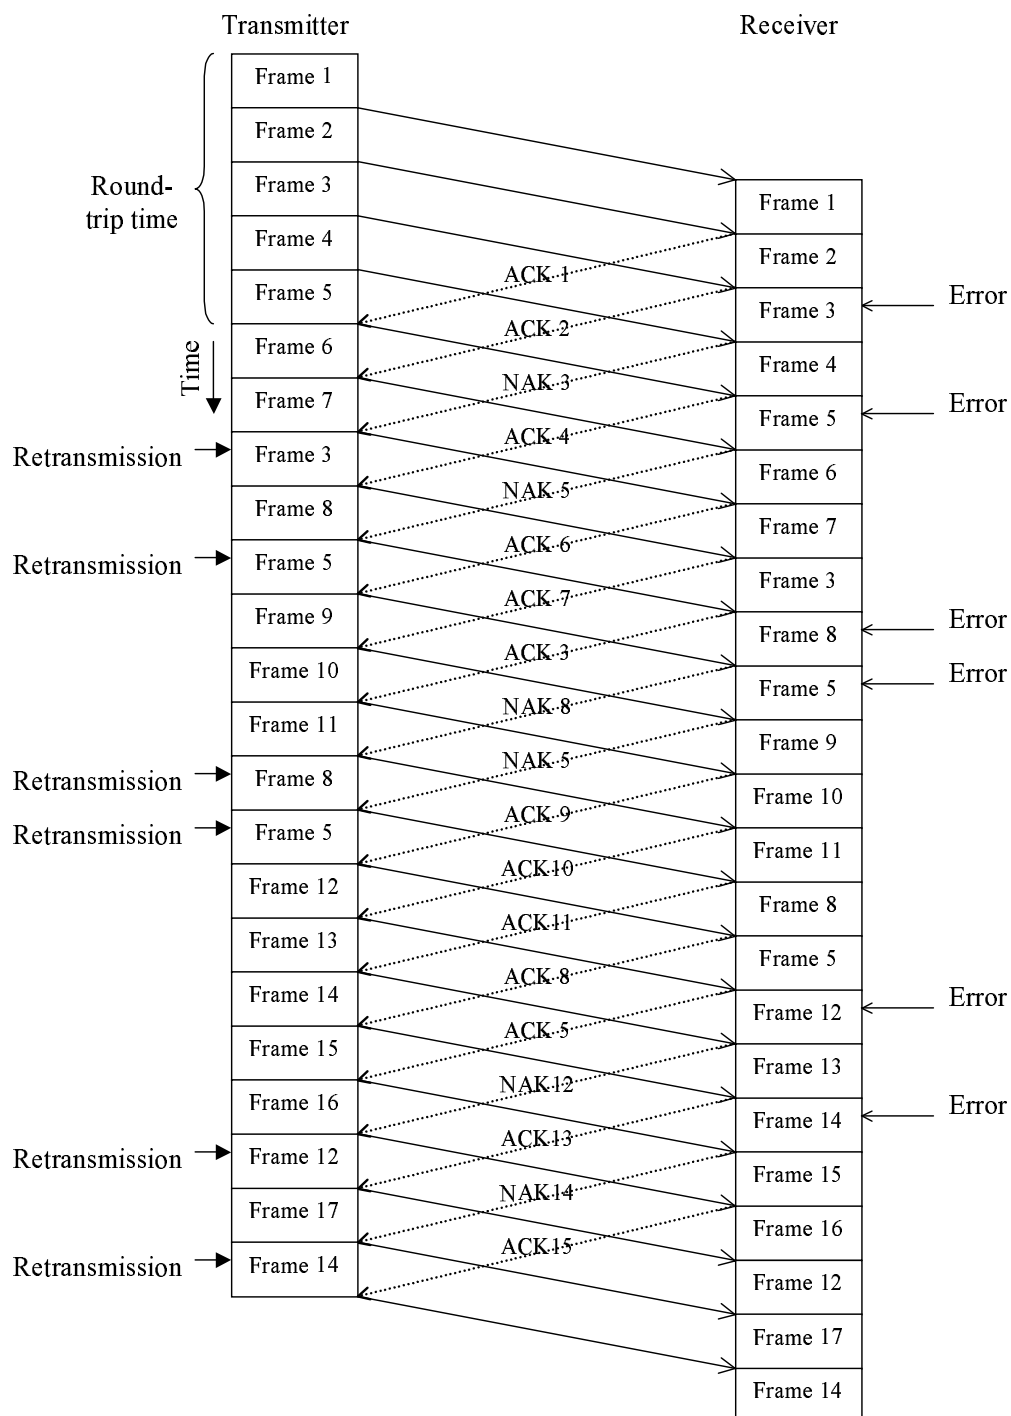 Transmitter
Receiver
Frame 1
Frame 2
Frame 3
Frame 4
Frame 5
Frame 6
Frame 7
Frame 3
Frame 8
Frame 5
Frame 9
Frame 10
Frame 11
Frame 8
Frame 5
Frame 12
Frame 13
Frame 14
Frame 15
Frame 16
Frame 12
Frame 17
Frame 14
Round-
trip time
Time
Retransmission
Retransmission
Retransmission
Retransmission
Retransmission
Retransmission
ACK 1
ACK 2
NAK 3
ACK 4
NAK 5
ACK 6
ACK 7
ACK 3
NAK 8
NAK 5
ACK 9
ACK10
ACK11
ACK 8
ACK 5
NAK12
ACK13
NAK14
ACK15
Frame 1
Frame 2
Frame 3
Frame 4
Frame 5
Frame 6
Frame 7
Frame 3
Frame 8
Frame 5
Frame 9
Frame 10
Frame 11
Frame 8
Frame 5
Frame 12
Frame 13
Frame 14
Frame 15
Frame 16
Frame 12
Frame 17
Frame 14
Error
Error
Error
Error
Error
Error